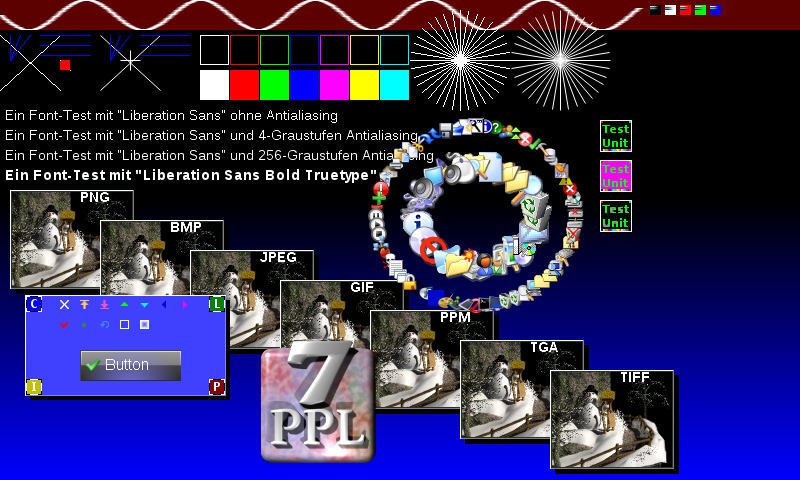 Ein Font-Test mit "Liberation Sans" ohne Antialiasing
Ein Font-Test mit "Liberation Sans" und 4-Graustufen Antialiasing
Ein Font-Test mit "Liberation Sans" und 256-Graustufen Antialiasing
Ein Font-Test mit "Liberation Sans Bold Truetype"
Test
Unit
Test
Unit
Test
Unit
PNG
BMP
JPEG
GIF
PPM
TGA
TIFF
C
L
Button
I
P
7
PPL